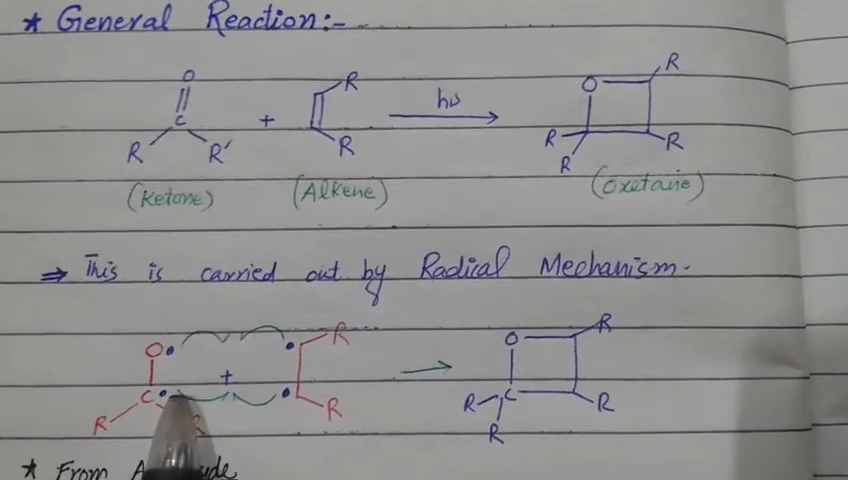 * General Reaction:-
O R hν O R
C + → 
R R' R R R
R
(Ketone) (Alkene) (Oxetane)
⇒ This is carried out by Radical Mechanism.
O• • R O R
C• + • → C
R R R R R
R
* From A